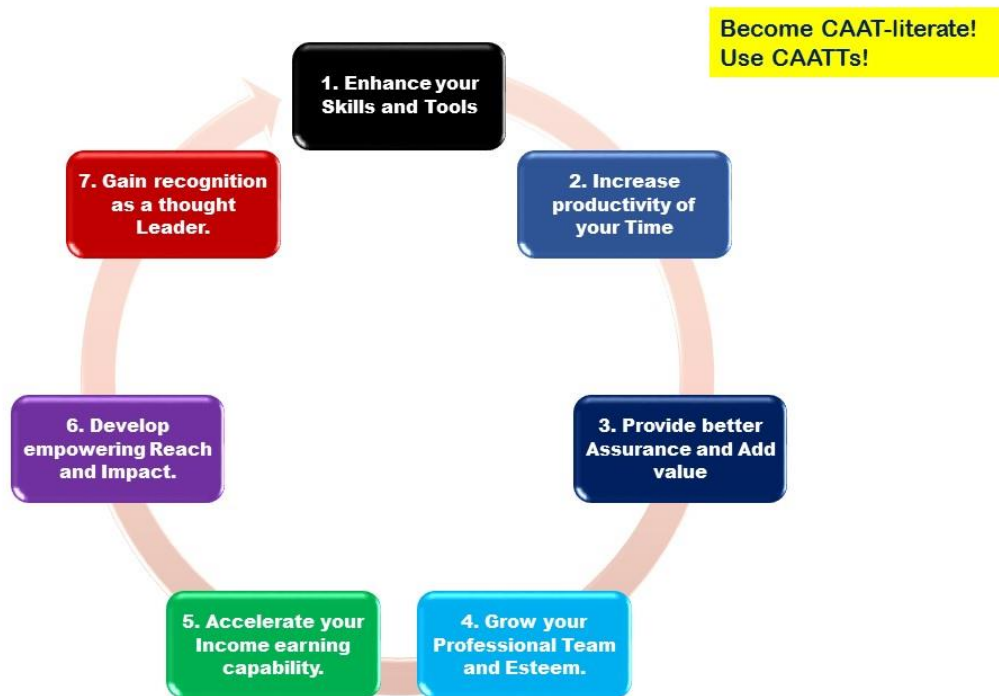 Become CAAT-literate!
Use CAATTs!
1. Enhance your
Skills and Tools
2. Increase
productivity of
your Time
3. Provide better
Assurance and Add
value
4. Grow your
Professional Team
and Esteem.
5. Accelerate your
Income earning
capability.
6. Develop
empowering Reach
and Impact.
7. Gain recognition
as a thought
Leader.